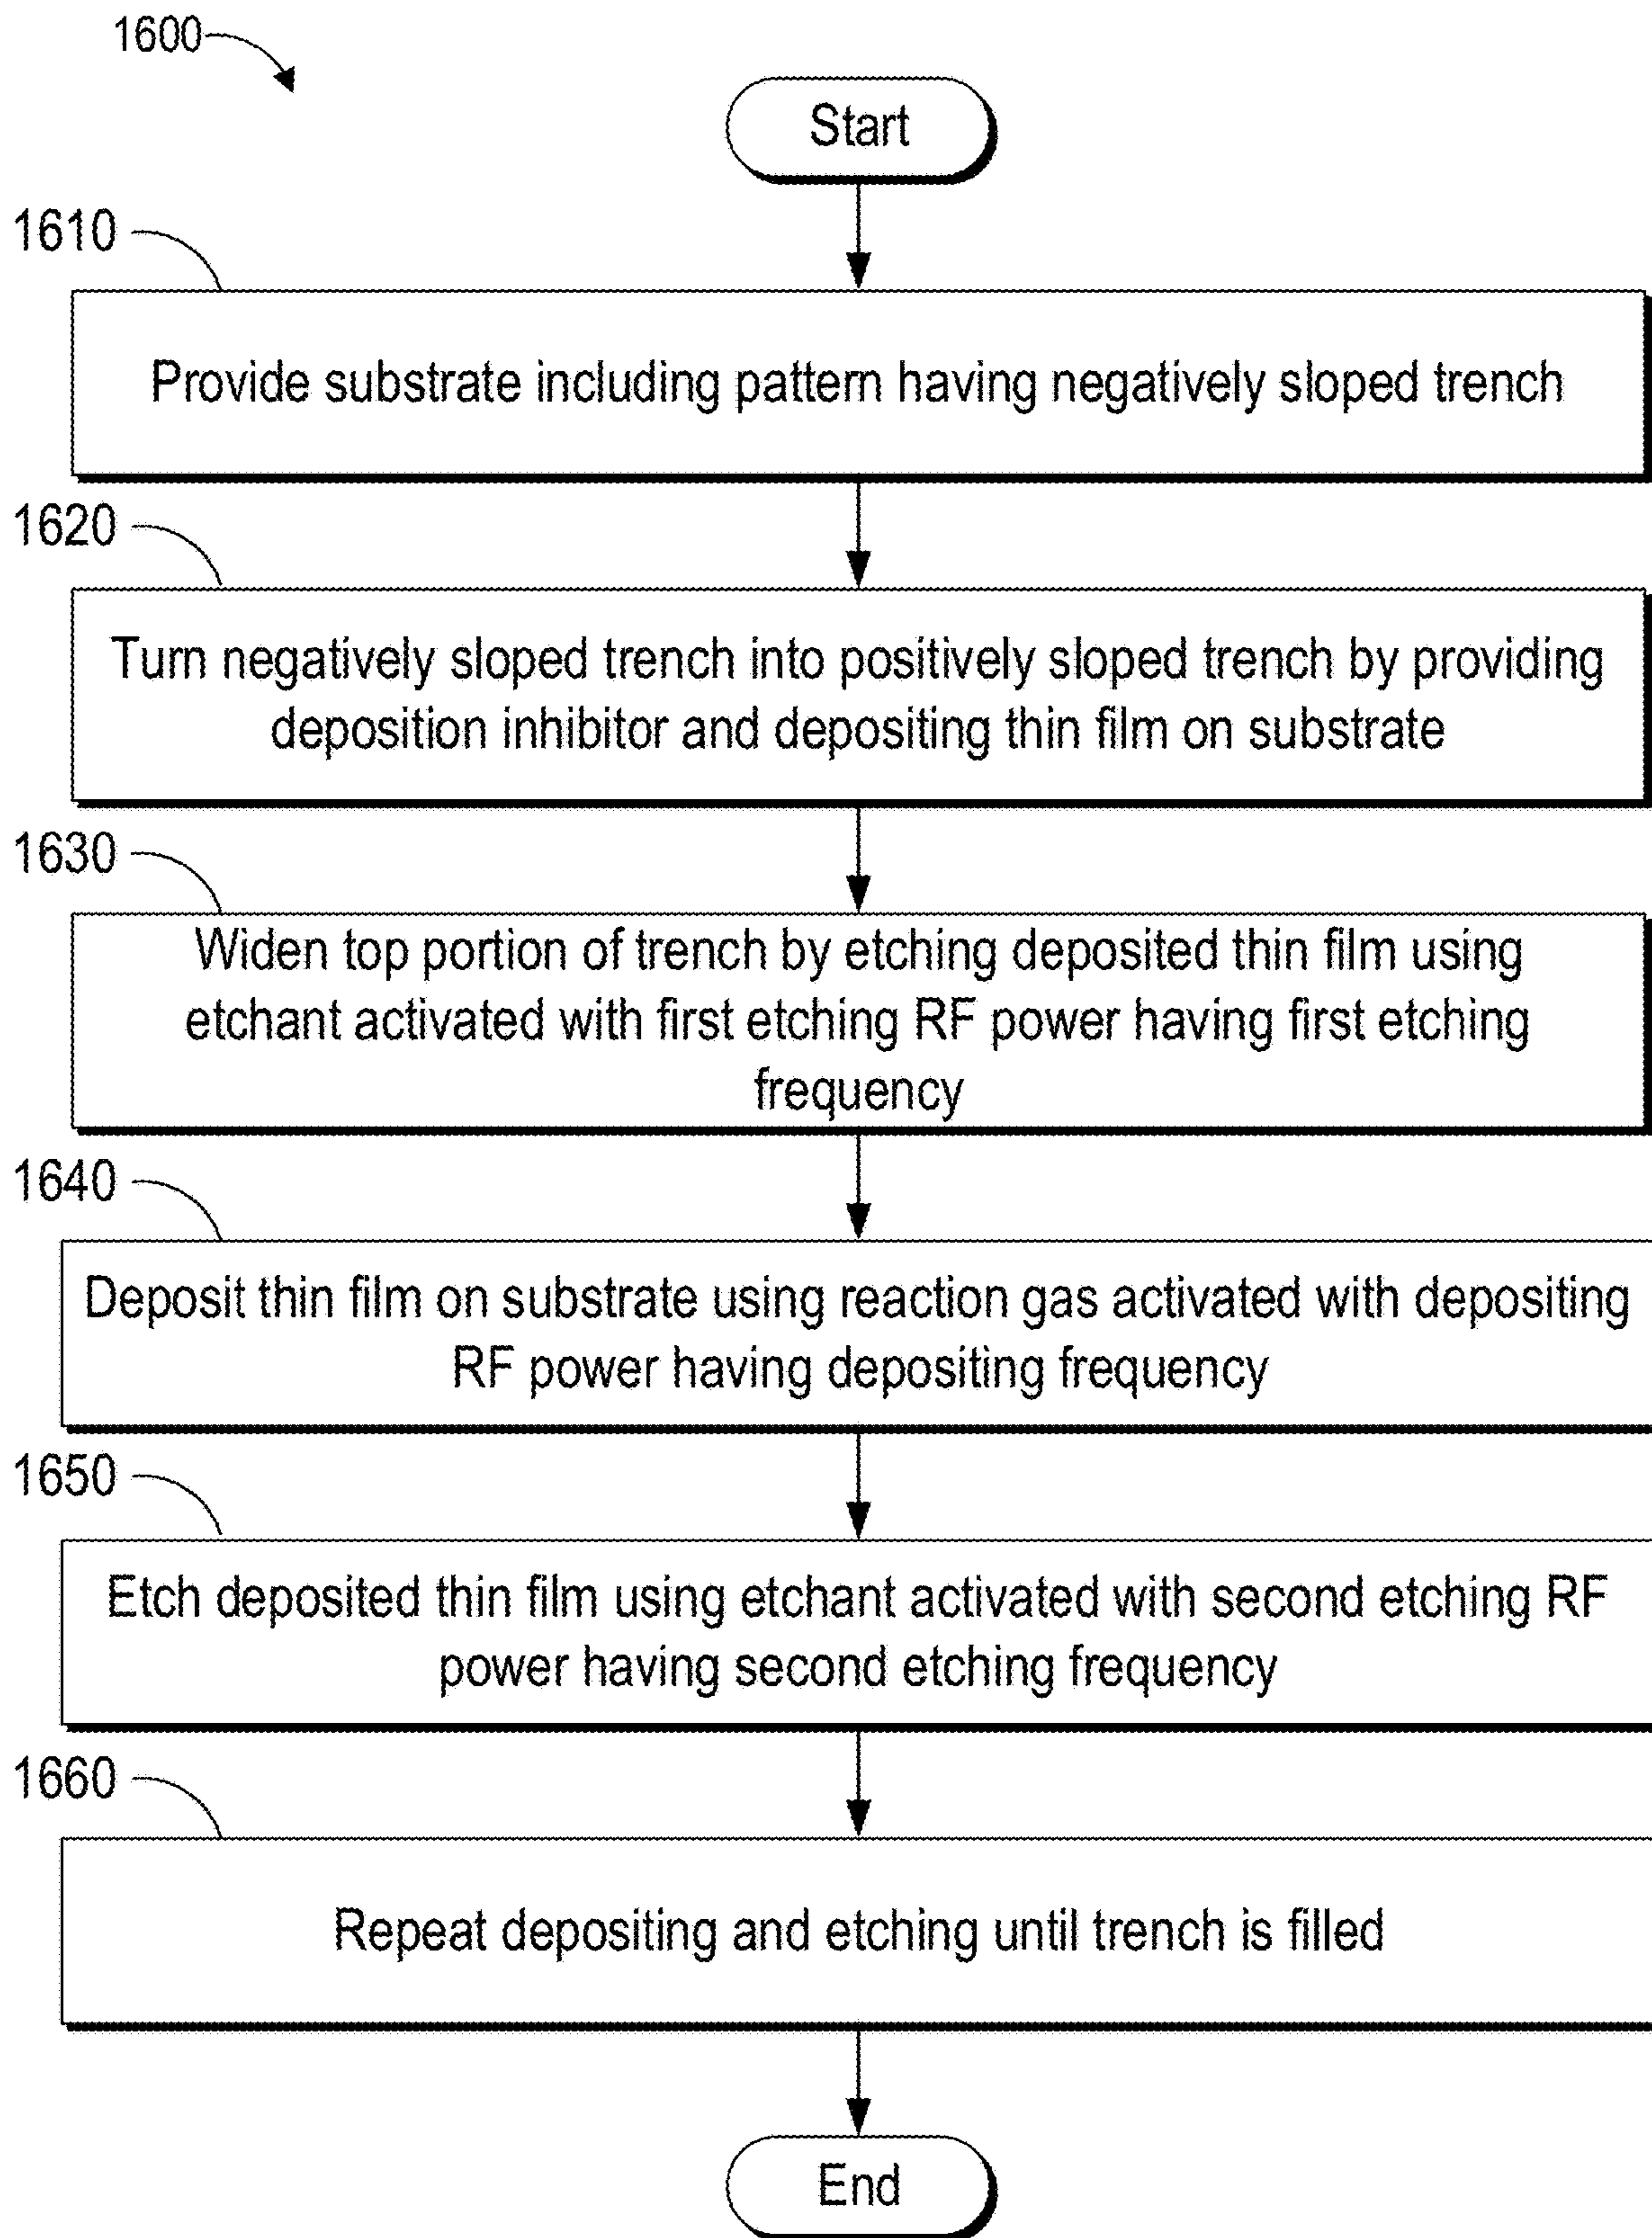 1600
Start
1610
Provide substrate including pattern having negatively sloped trench
1620
Turn negatively sloped trench into positively sloped trench by providing
deposition inhibitor and depositing thin film on substrate
1630
Widen top portion of trench by etching deposited thin film using
etchant activated with first etching RF power having first etching
frequency
1640
Deposit thin film on substrate using reaction gas activated with depositing
RF power having depositing frequency
1650
Etch deposited thin film using etchant activated with second etching RF
power having second etching frequency
1660
Repeat depositing and etching until trench is filled
End